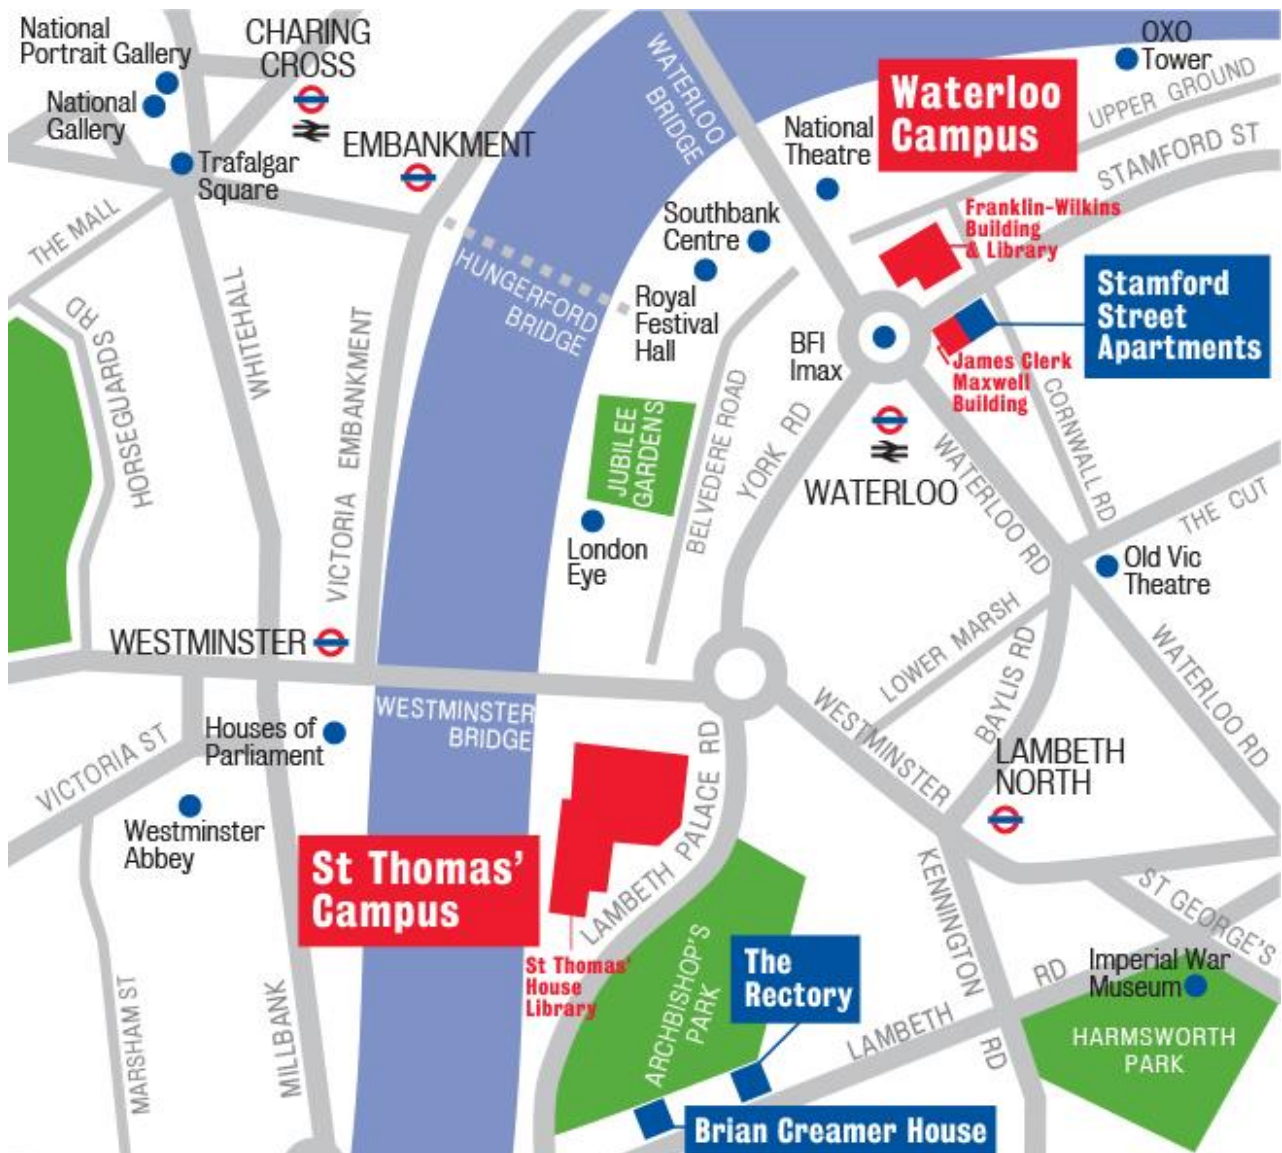 National
Portrait Gallery
CHARING
CROSS
National
Gallery
EMBANKMENT
Trafalgar
Square
THE MALL
HORSEGUARDS RD
WHITEHALL
VICTORIA EMBANKMENT
HUNGERFORD
BRIDGE
WATERLOO
BRIDGE
OXO
Tower
UPPER GROUND
STAMFORD ST
Waterloo
Campus
National
Theatre
Southbank
Centre
Royal
Festival
Hall
Franklin-Wilkins
Building
& Library
Stamford
Street
Apartments
BFI
Imax
James Clerk
Maxwell
Building
JUBILEE
GARDENS
BELVEDERE ROAD
YORK RD
WATERLOO
WATERLOO RD
CORNWALL RD
THE CUT
London
Eye
Old Vic
Theatre
WESTMINSTER
LOWER MARSH
BAYLIS RD
WATERLOO RD
WESTMINSTER
BRIDGE
WESTMINSTER
VICTORIA ST
Houses of
Parliament
LAMBETH
NORTH
Westminster
Abbey
St Thomas’
Campus
LAMBETH PALACE RD
KENNINGTON RD
ST GEORGE'S
RD
St Thomas’
House
Library
ARCHBISHOP'S
PARK
The
Rectory
LAMBETH
Imperial War
Museum
HARMSWORTH
PARK
MARSHAM ST
MILLBANK
Brian Creamer House